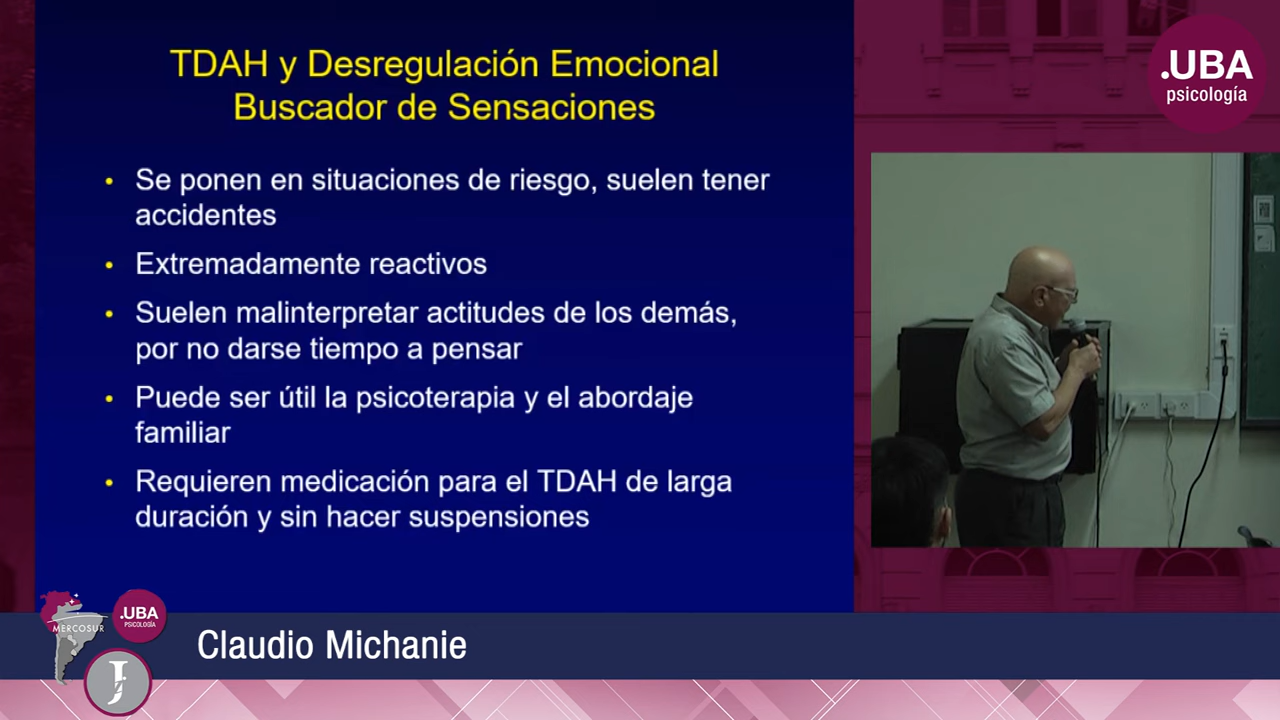 TDAH y Desregulación Emocional
Buscador de Sensaciones
• Se ponen en situaciones de riesgo, suelen tener
accidentes
• Extremadamente reactivos
• Suelen malinterpretar actitudes de los demás,
por no darse tiempo a pensar
• Puede ser útil la psicoterapia y el abordaje
familiar
• Requieren medicación para el TDAH de larga
duración y sin hacer suspensiones
.UBA
psicología
MERCOSUR
.UBA
PSICOLOGÍA
J
Claudio Michanie